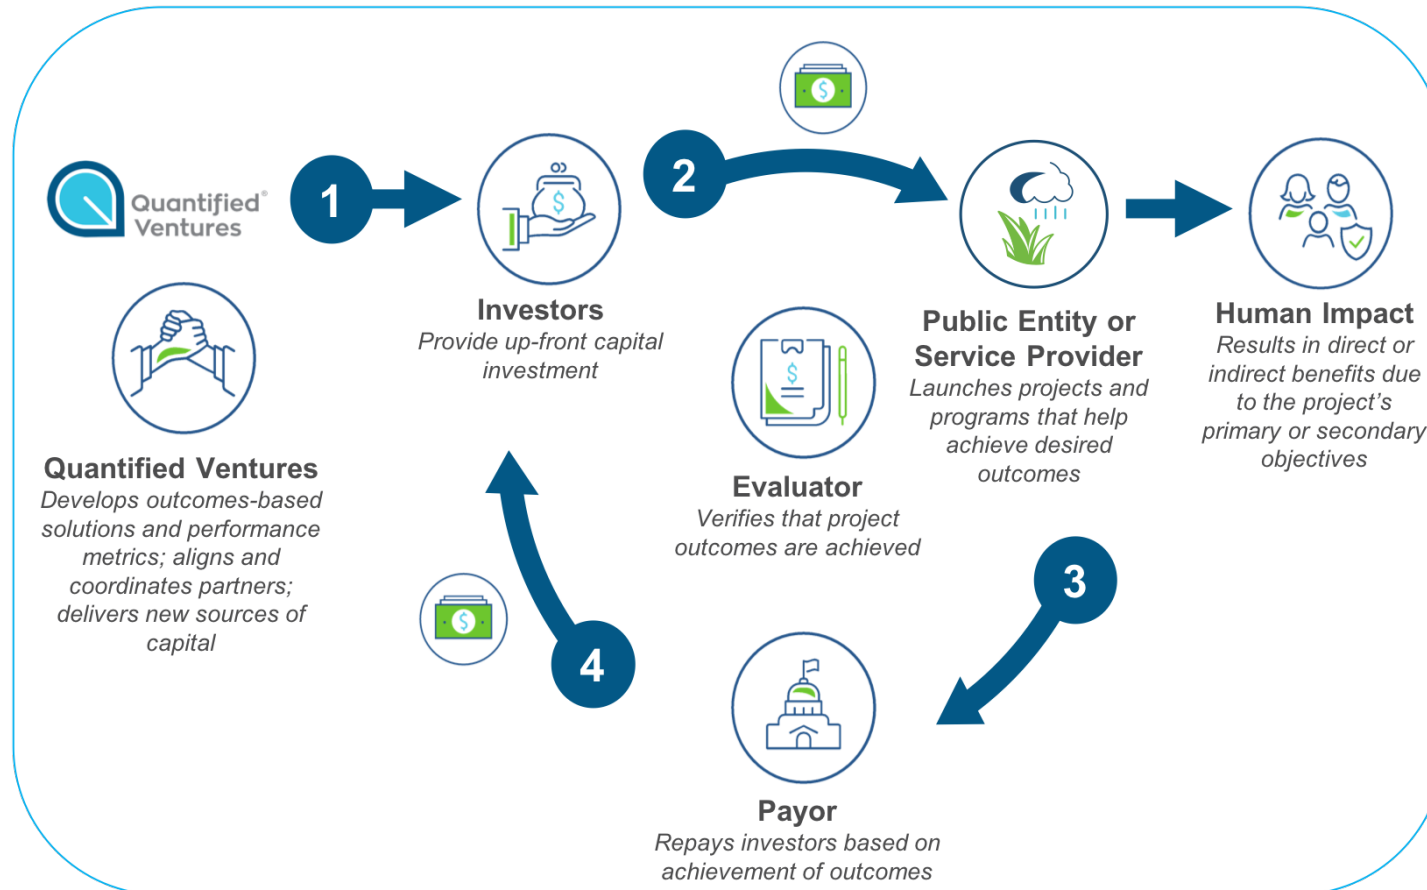 Quantified®
Ventures
1
2
$
$
Investors
Provide up-front capital
investment
Quantified Ventures
Develops outcomes-based
solutions and performance
metrics; aligns and
coordinates partners;
delivers new sources of
capital
$
Evaluator
Verifies that project
outcomes are achieved
Public Entity or
Service Provider
Launches projects and
programs that help
achieve desired
outcomes
Human Impact
Results in direct or
indirect benefits due
to the project’s
primary or secondary
objectives
3
4
$
Payor
Repays investors based on
achievement of outcomes